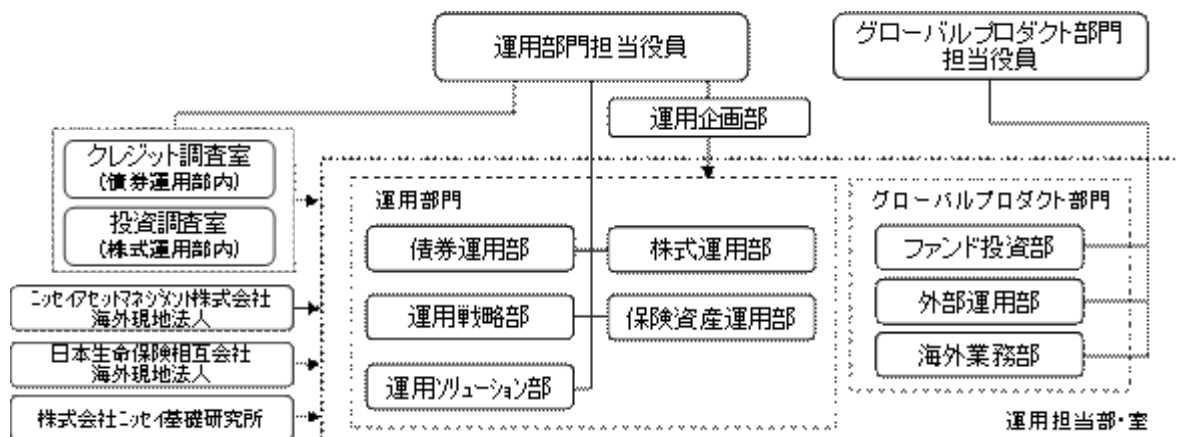 運用部門担当役員
グローバルプロダクト部門
担当役員
運用企画部
クレジット調査室
(債券運用部内)
投資調査室
(株式運用部内)
運用部門
債券運用部
株式運用部
運用戦略部
保険資産運用部
運用ソリューション部
グローバルプロダクト部門
ファンド投資部
外部運用部
海外業務部
ニッセイアセットマネジメント株式会社
海外現地法人
日本生命保険相互会社
海外現地法人
株式会社ニッセイ基礎研究所
運用担当部・室